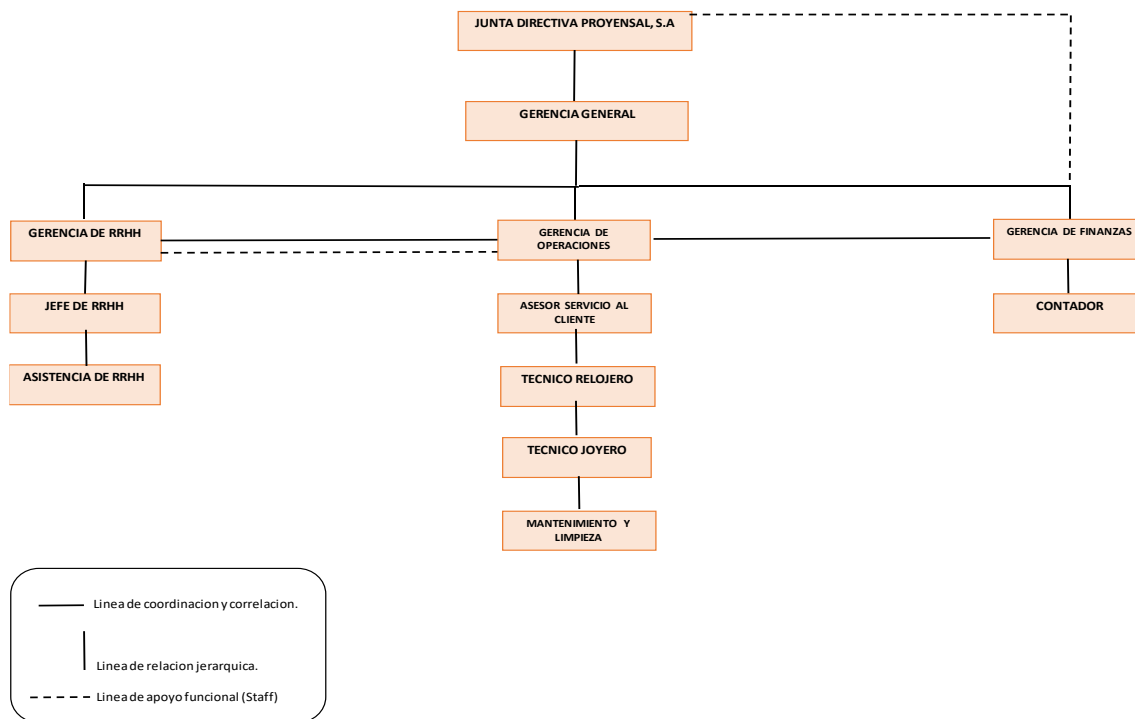 JUNTA DIRECTIVA PROYENSAL, S.A
GERENCIA GENERAL
GERENCIA DE RRHH
GERENCIA DE
OPERACIONES
GERENCIA DE FINANZAS
JEFE DE RRHH
ASESOR SERVICIO AL
CLIENTE
CONTADOR
ASISTENCIA DE RRHH
TECNICO RELOJERO
TECNICO JOYERO
MANTENIMIENTO Y
LIMPIEZA
Linea de coordinacion y correlacion.
Linea de relacion jerarquica.
Linea de apoyo funcional (Staff)